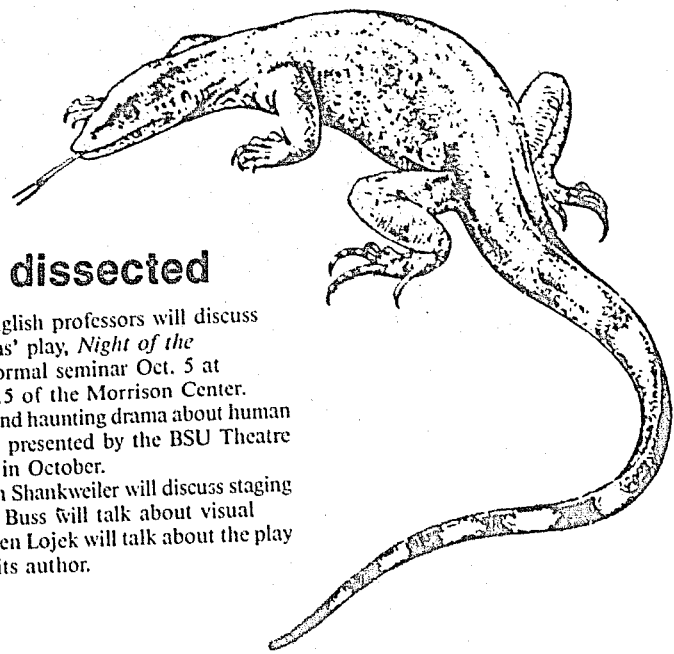 dissected
glish professors will discuss
ns' play, Night of the
ormal seminar Oct. 5 at
5 of the Morrison Center.
nd haunting drama about human
presented by the BSU Theatre
in October.
n Shankweiler will discuss staging
Buss will talk about visual
en Lojek will talk about the play
its author.